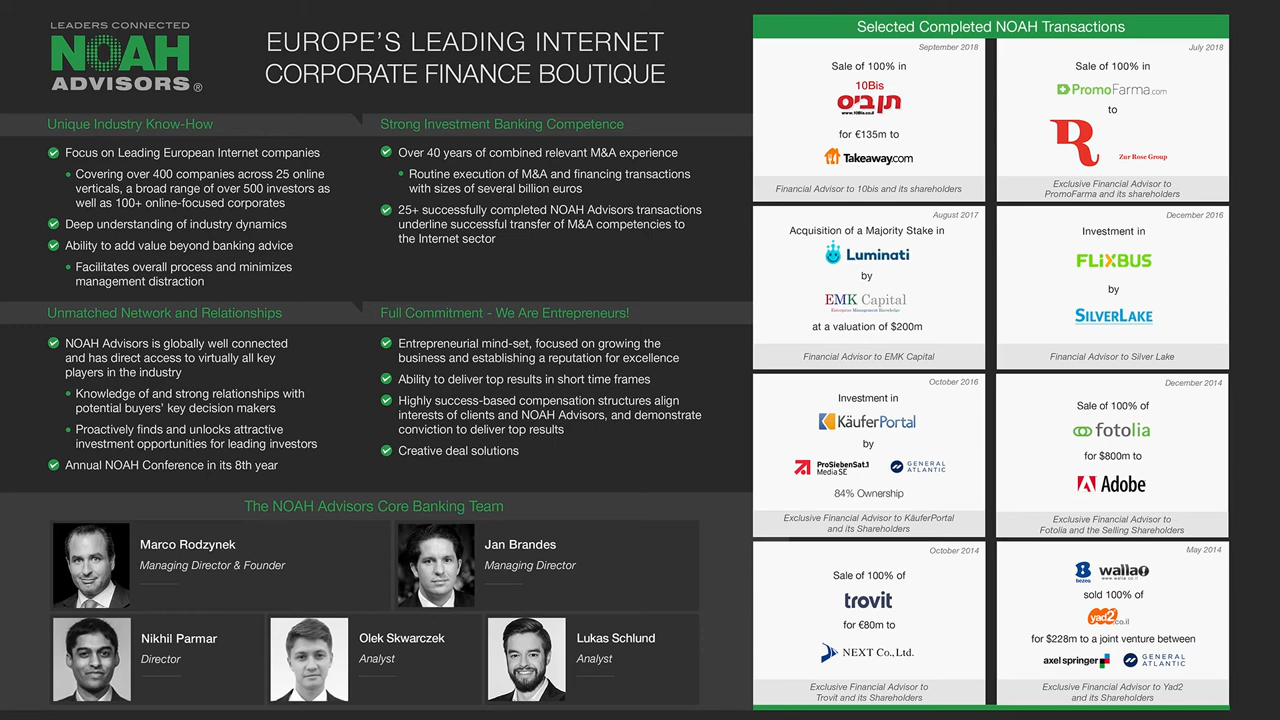 LEADERS CONNECTED
NOAH
ADVISORS®
EUROPE'S LEADING INTERNET
CORPORATE FINANCE BOUTIQUE
Unique Industry Know-How
Focus on Leading European Internet companies
• Covering over 400 companies across 25 online
verticals, a broad range of over 500 investors as
well as 100+ online-focused corporates
Deep understanding of industry dynamics
Ability to add value beyond banking advice
• Facilitates overall process and minimizes
management distraction
Strong Investment Banking Competence
Over 40 years of combined relevant M&A experience
• Routine execution of M&A and financing transactions
with sizes of several billion euros
25+ successfully completed NOAH Advisors transactions
underline successful transfer of M&A competencies to
the Internet sector
Unmatched Network and Relationships
NOAH Advisors is globally well connected
and has direct access to virtually all key
players in the industry
• Knowledge of and strong relationships with
potential buyers' key decision makers
• Proactively finds and unlocks attractive
investment opportunities for leading investors
Annual NOAH Conference in its 8th year
Full Commitment - We Are Entrepreneurs!
Entrepreneurial mind-set, focused on growing the
business and establishing a reputation for excellence
Ability to deliver top results in short time frames
Highly success-based compensation structures align
interests of clients and NOAH Advisors, and demonstrate
conviction to deliver top results
Creative deal solutions
The NOAH Advisors Core Banking Team
Marco Rodzynek
Managing Director & Founder
Jan Brandes
Managing Director
Nikhil Parmar
Director
Olek Skwarczek
Analyst
Lukas Schlund
Analyst
Selected Completed NOAH Transactions
September 2018
Sale of 100% in
10Bis
תן ביס
www.10Bis.co.il
for €135m to
Takeaway.com
Financial Advisor to 10bis and its shareholders
July 2018
Sale of 100% in
PromoFarma.com
to
R
Zur Rose Group
Exclusive Financial Advisor to
PromoFarma and its shareholders
August 2017
Acquisition of a Majority Stake in
Luminati
by
EMK Capital
Enterprise Management Knowledge
at a valuation of $200m
Financial Advisor to EMK Capital
December 2016
Investment in
FLiXBUS
by
SILVERLAKE
Financial Advisor to Silver Lake
October 2016
Investment in
KäuferPortal
by
ProSiebenSat.1
Media SE
GENERAL
ATLANTIC
84% Ownership
Exclusive Financial Advisor to KäuferPortal
and its Shareholders
December 2014
Sale of 100% of
fotolia
for $800m to
Adobe
Exclusive Financial Advisor to
Fotolia and the Selling Shareholders
October 2014
Sale of 100% of
trovit
for €80m to
NEXT Co., Ltd.
Exclusive Financial Advisor to
Trovit and its Shareholders
May 2014
Bezeq
walla
www.walla.co.il
sold 100% of
yad2.co.il
for $228m to a joint venture between
axel springer
GENERAL
ATLANTIC
Exclusive Financial Advisor to Yad2
and its Shareholders